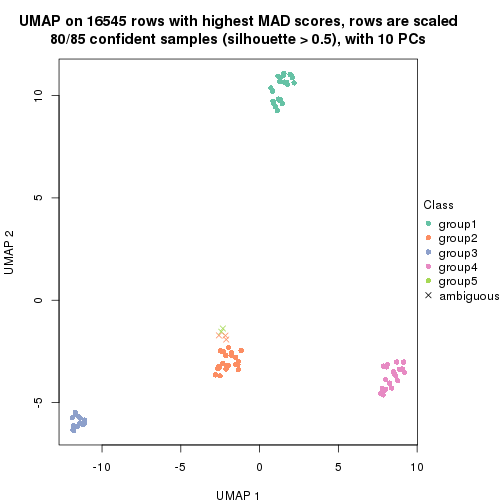 UMAP on 16545 rows with highest MAD scores, rows are scaled
80/85 confident samples (silhouette > 0.5), with 10 PCs
10
5
0
-5
UMAP 2
-10
-5
0
5
10
UMAP 1
Class
group1
group2
group3
group4
group5
ambiguous